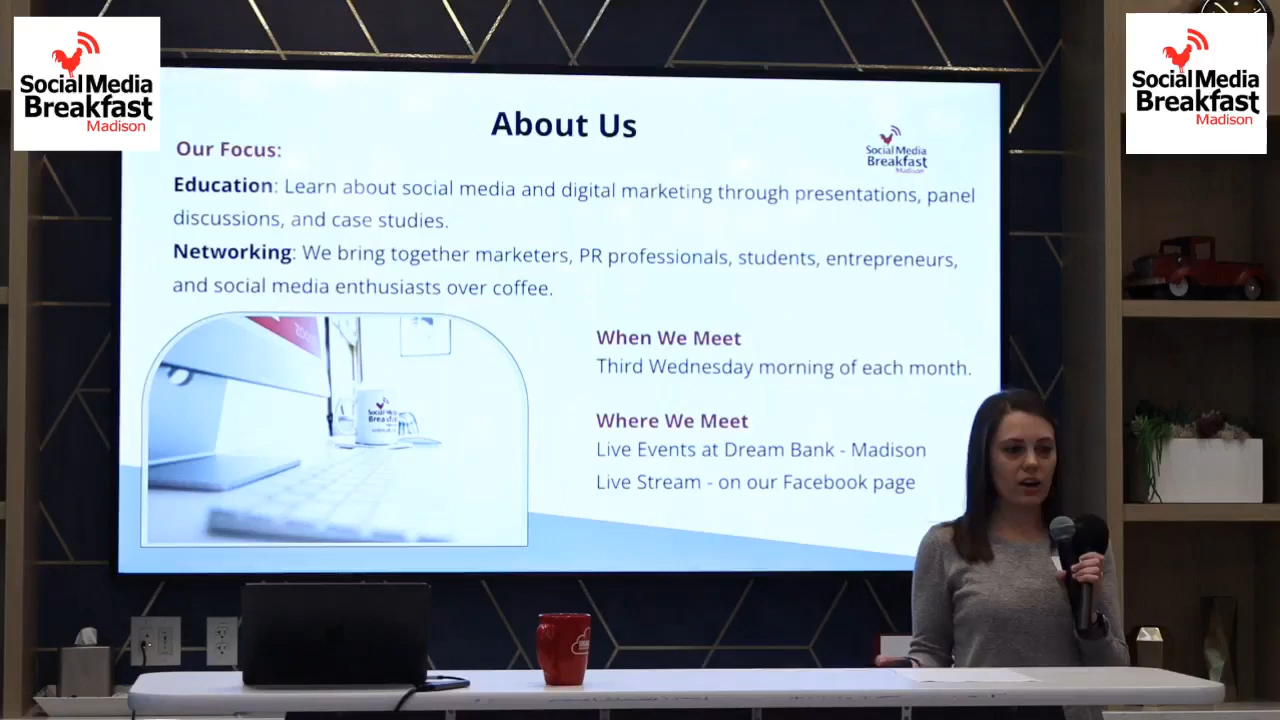 Social Media
Breakfast
Madison
Social Media
Breakfast
Madison
About Us
Social Media
Breakfast
Madison
Our Focus:
Education: Learn about social media and digital marketing through presentations, panel
discussions, and case studies.
Networking: We bring together marketers, PR professionals, students, entrepreneurs,
and social media enthusiasts over coffee.
When We Meet
Third Wednesday morning of each month.
Where We Meet
Live Events at Dream Bank - Madison
Live Stream - on our Facebook page